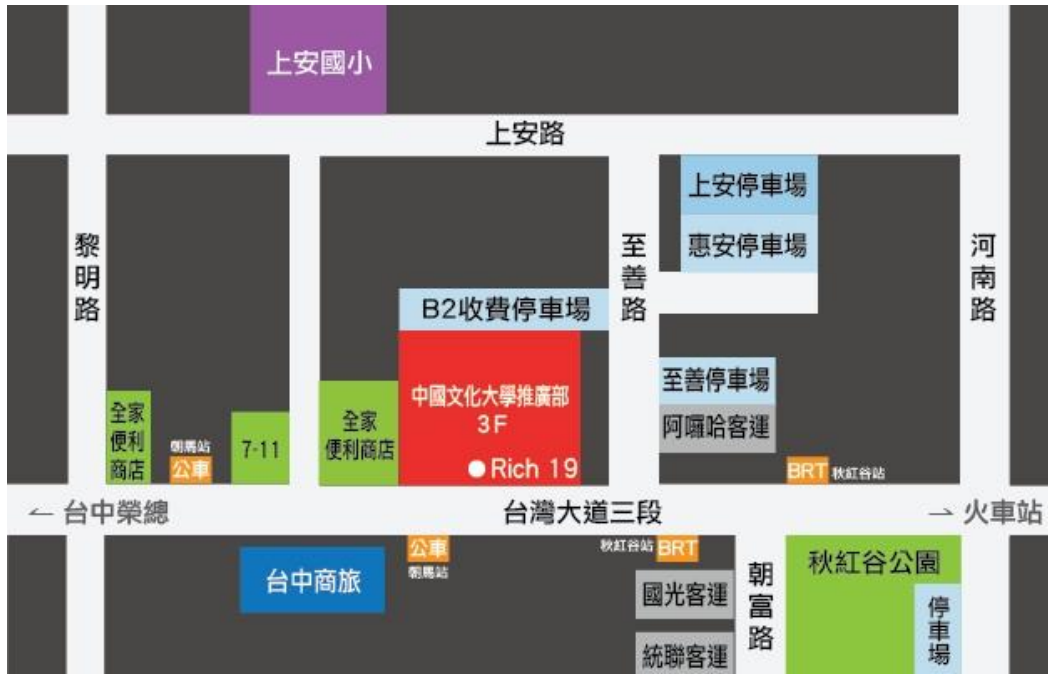 上安國小
上安路
上安停車場
惠安停車場
黎明路
至善路
河南路
B2收費停車場
中國文化大學推廣部
3F
Rich 19
至善停車場
阿囉哈客運
全家
便利
商店
朝馬站
公車
7-11
全家
便利商店
BRT 秋紅谷站
← 台中榮總
台灣大道三段
→ 火車站
台中商旅
公車
朝馬站
秋紅谷站 BRT
國光客運
統聯客運
朝富路
秋紅谷公園
停車場